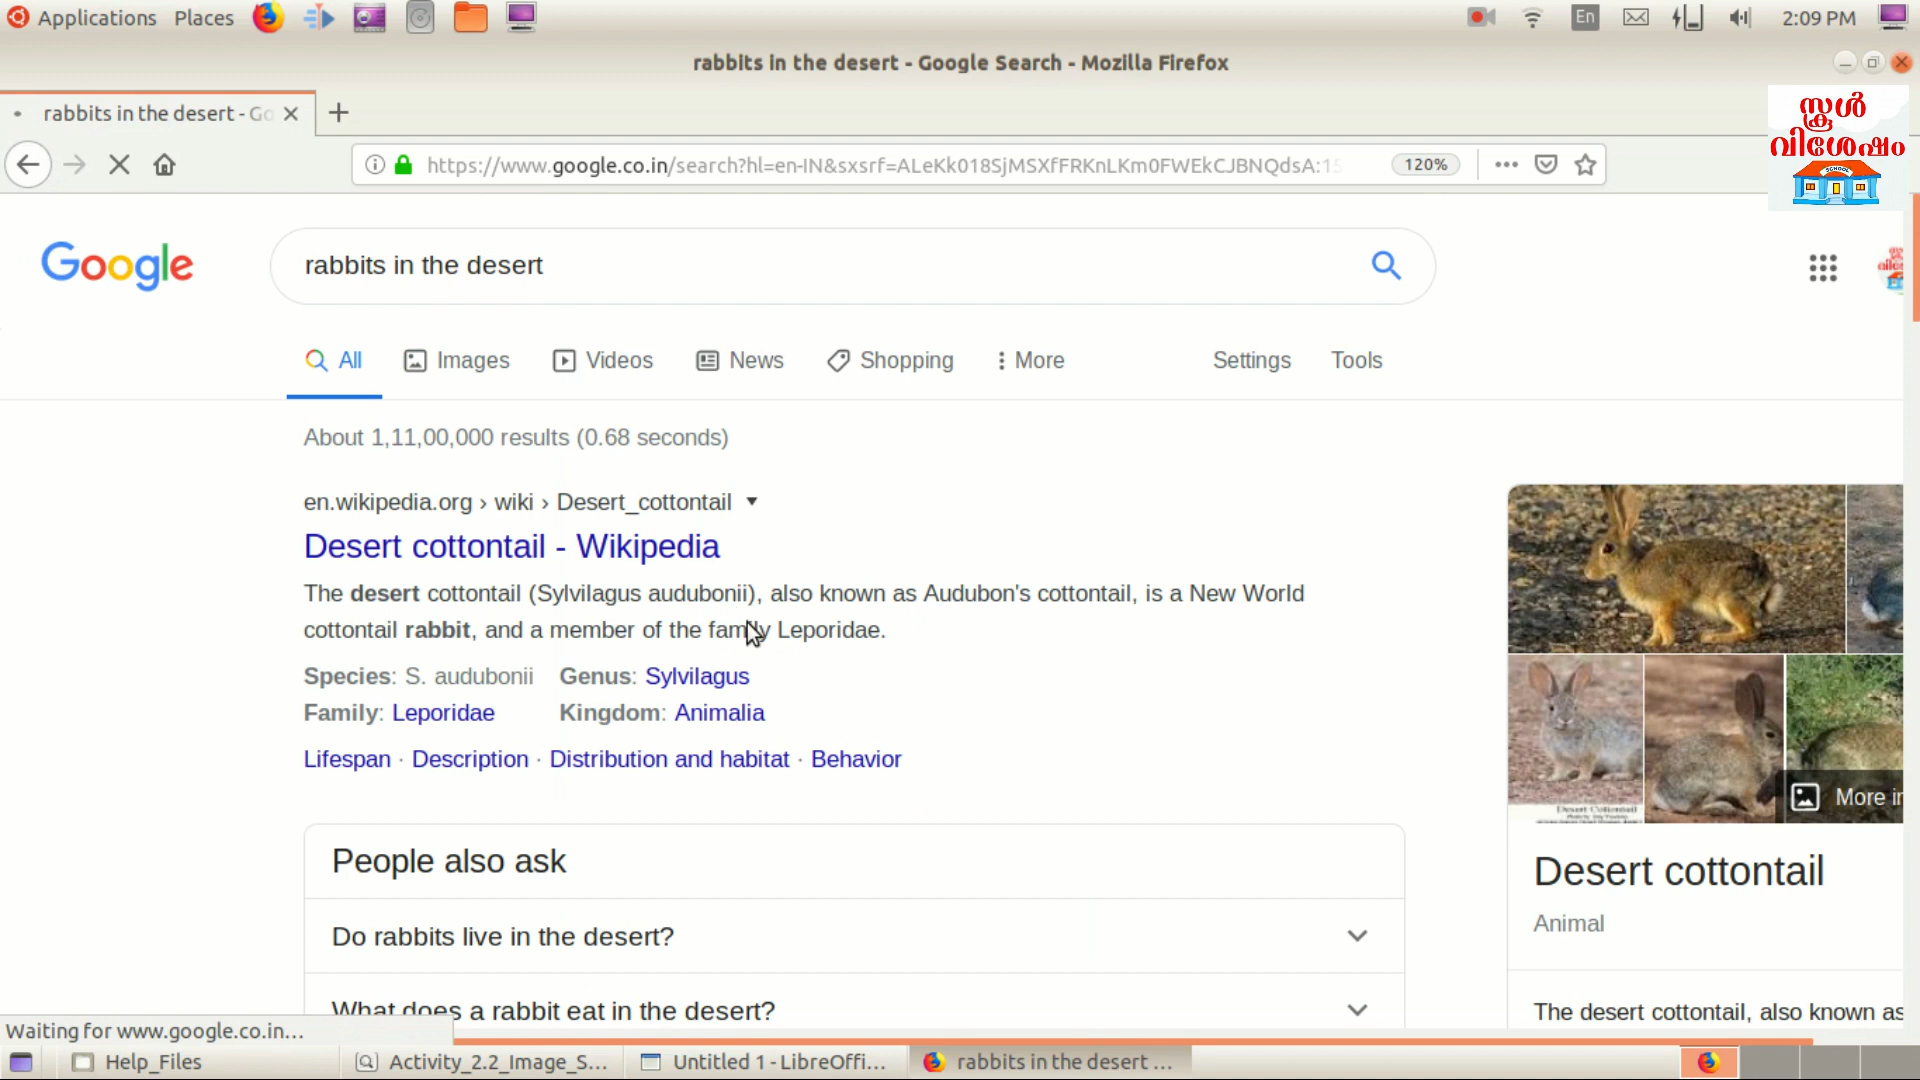 Applications Places En 2:09 PM
rabbits in the desert - Google Search - Mozilla Firefox
rabbits in the desert - Go
https://www.google.co.in/search?hl=en-IN&sxsrf=ALeKk018SjMSXfFRKnLKm0FWEkCJBNQdsA:15 120%
സ്കൂൾ
വിശേഷം
SCHOOL
Google rabbits in the desert
All Images Videos News Shopping More Settings Tools
About 1,11,00,000 results (0.68 seconds)
en.wikipedia.org › wiki › Desert_cottontail
Desert cottontail - Wikipedia
The desert cottontail (Sylvilagus audubonii), also known as Audubon's cottontail, is a New World
cottontail rabbit, and a member of the family Leporidae.
Species: S. audubonii Genus: Sylvilagus
Family: Leporidae Kingdom: Animalia
Lifespan · Description · Distribution and habitat · Behavior
People also ask
Do rabbits live in the desert?
What does a rabbit eat in the desert?
Desert Cottontail
More in
Desert cottontail
Animal
The desert cottontail, also known as
Waiting for www.google.co.in...
Help_Files Activity_2.2_Image_S... Untitled 1 - LibreOffi... rabbits in the desert ...